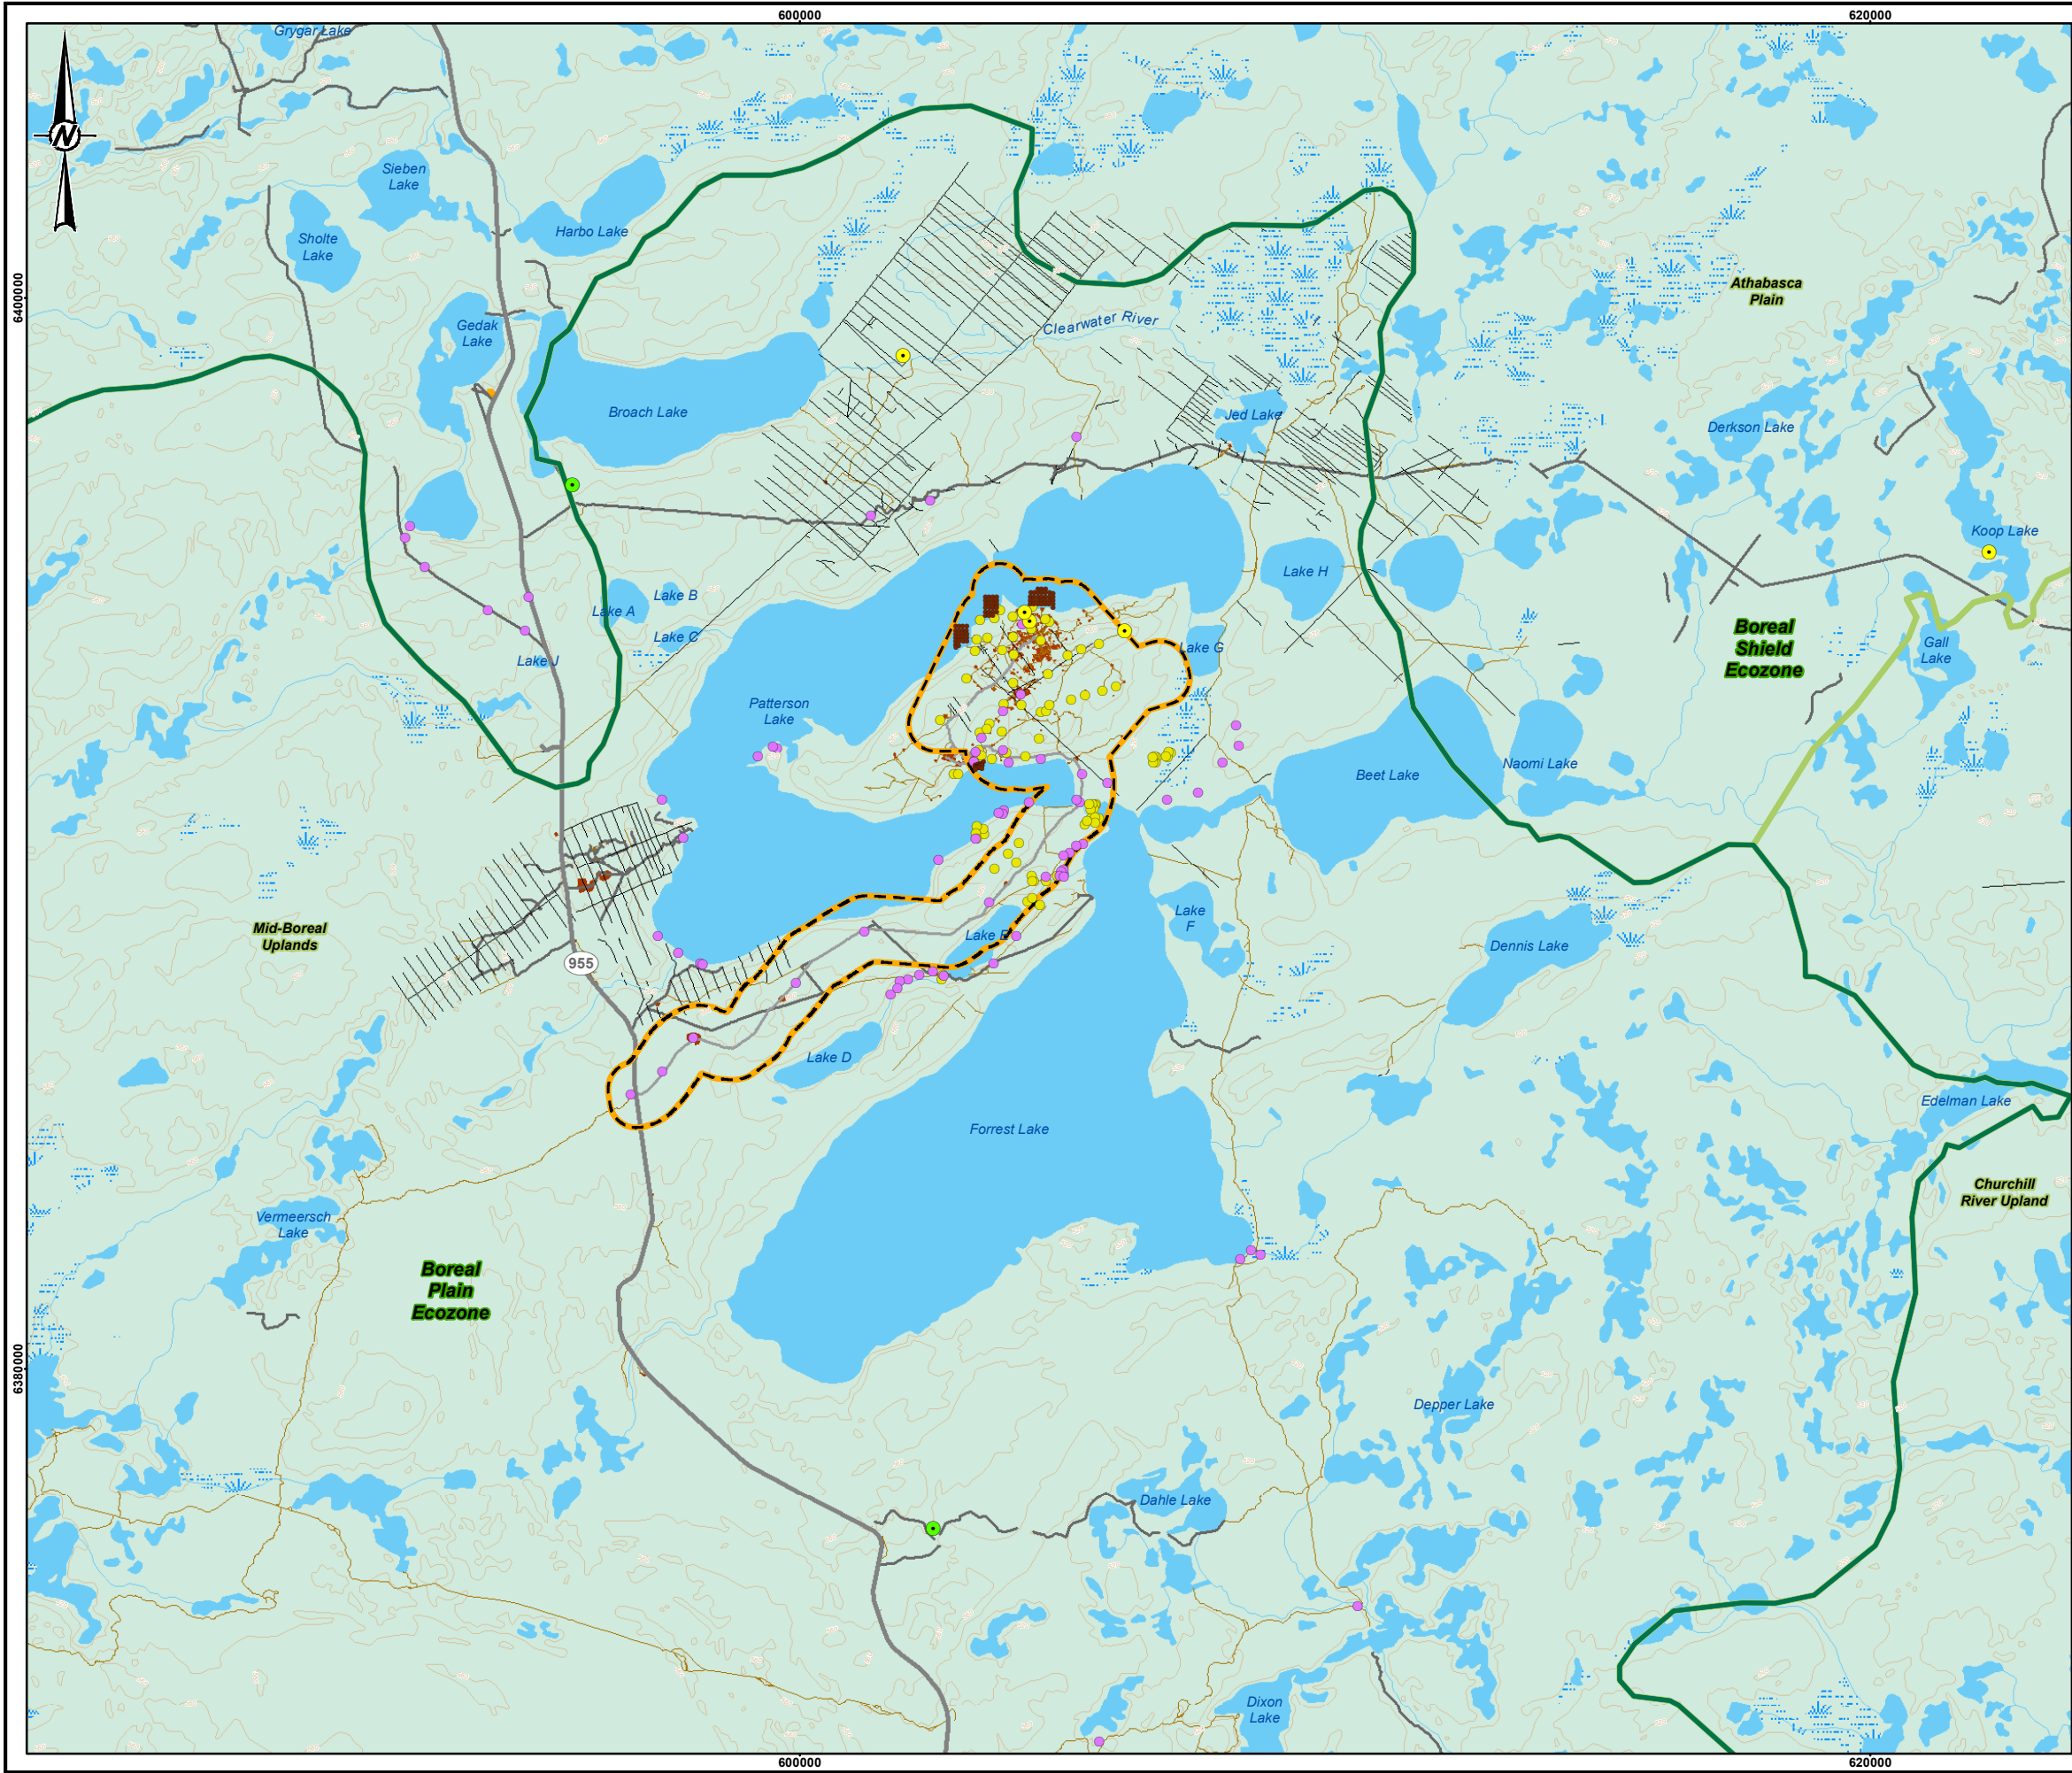 600000
620000
Grygar Lake
N
Sieben
Lake
Sholte
Lake
Harbo Lake
6400000
Athabasca
Plain
Gedak
Lake
Clearwater River
Broach Lake
Jed Lake
Derkson Lake
Koop Lake
Lake H
Lake B
Lake A
Lake C
Boreal
Shield
Ecozone
Gall
Lake
Lake G
Lake J
Patterson
Lake
Naomi Lake
Beet Lake
Lake
F
Mid-Boreal
Uplands
Lake E
Dennis Lake
955
Lake D
Edelman Lake
Forrest Lake
Churchill
River Upland
Vermeersch
Lake
Boreal
Plain
Ecozone
6380000
Depper Lake
Dahle Lake
Dixon
Lake
600000
620000